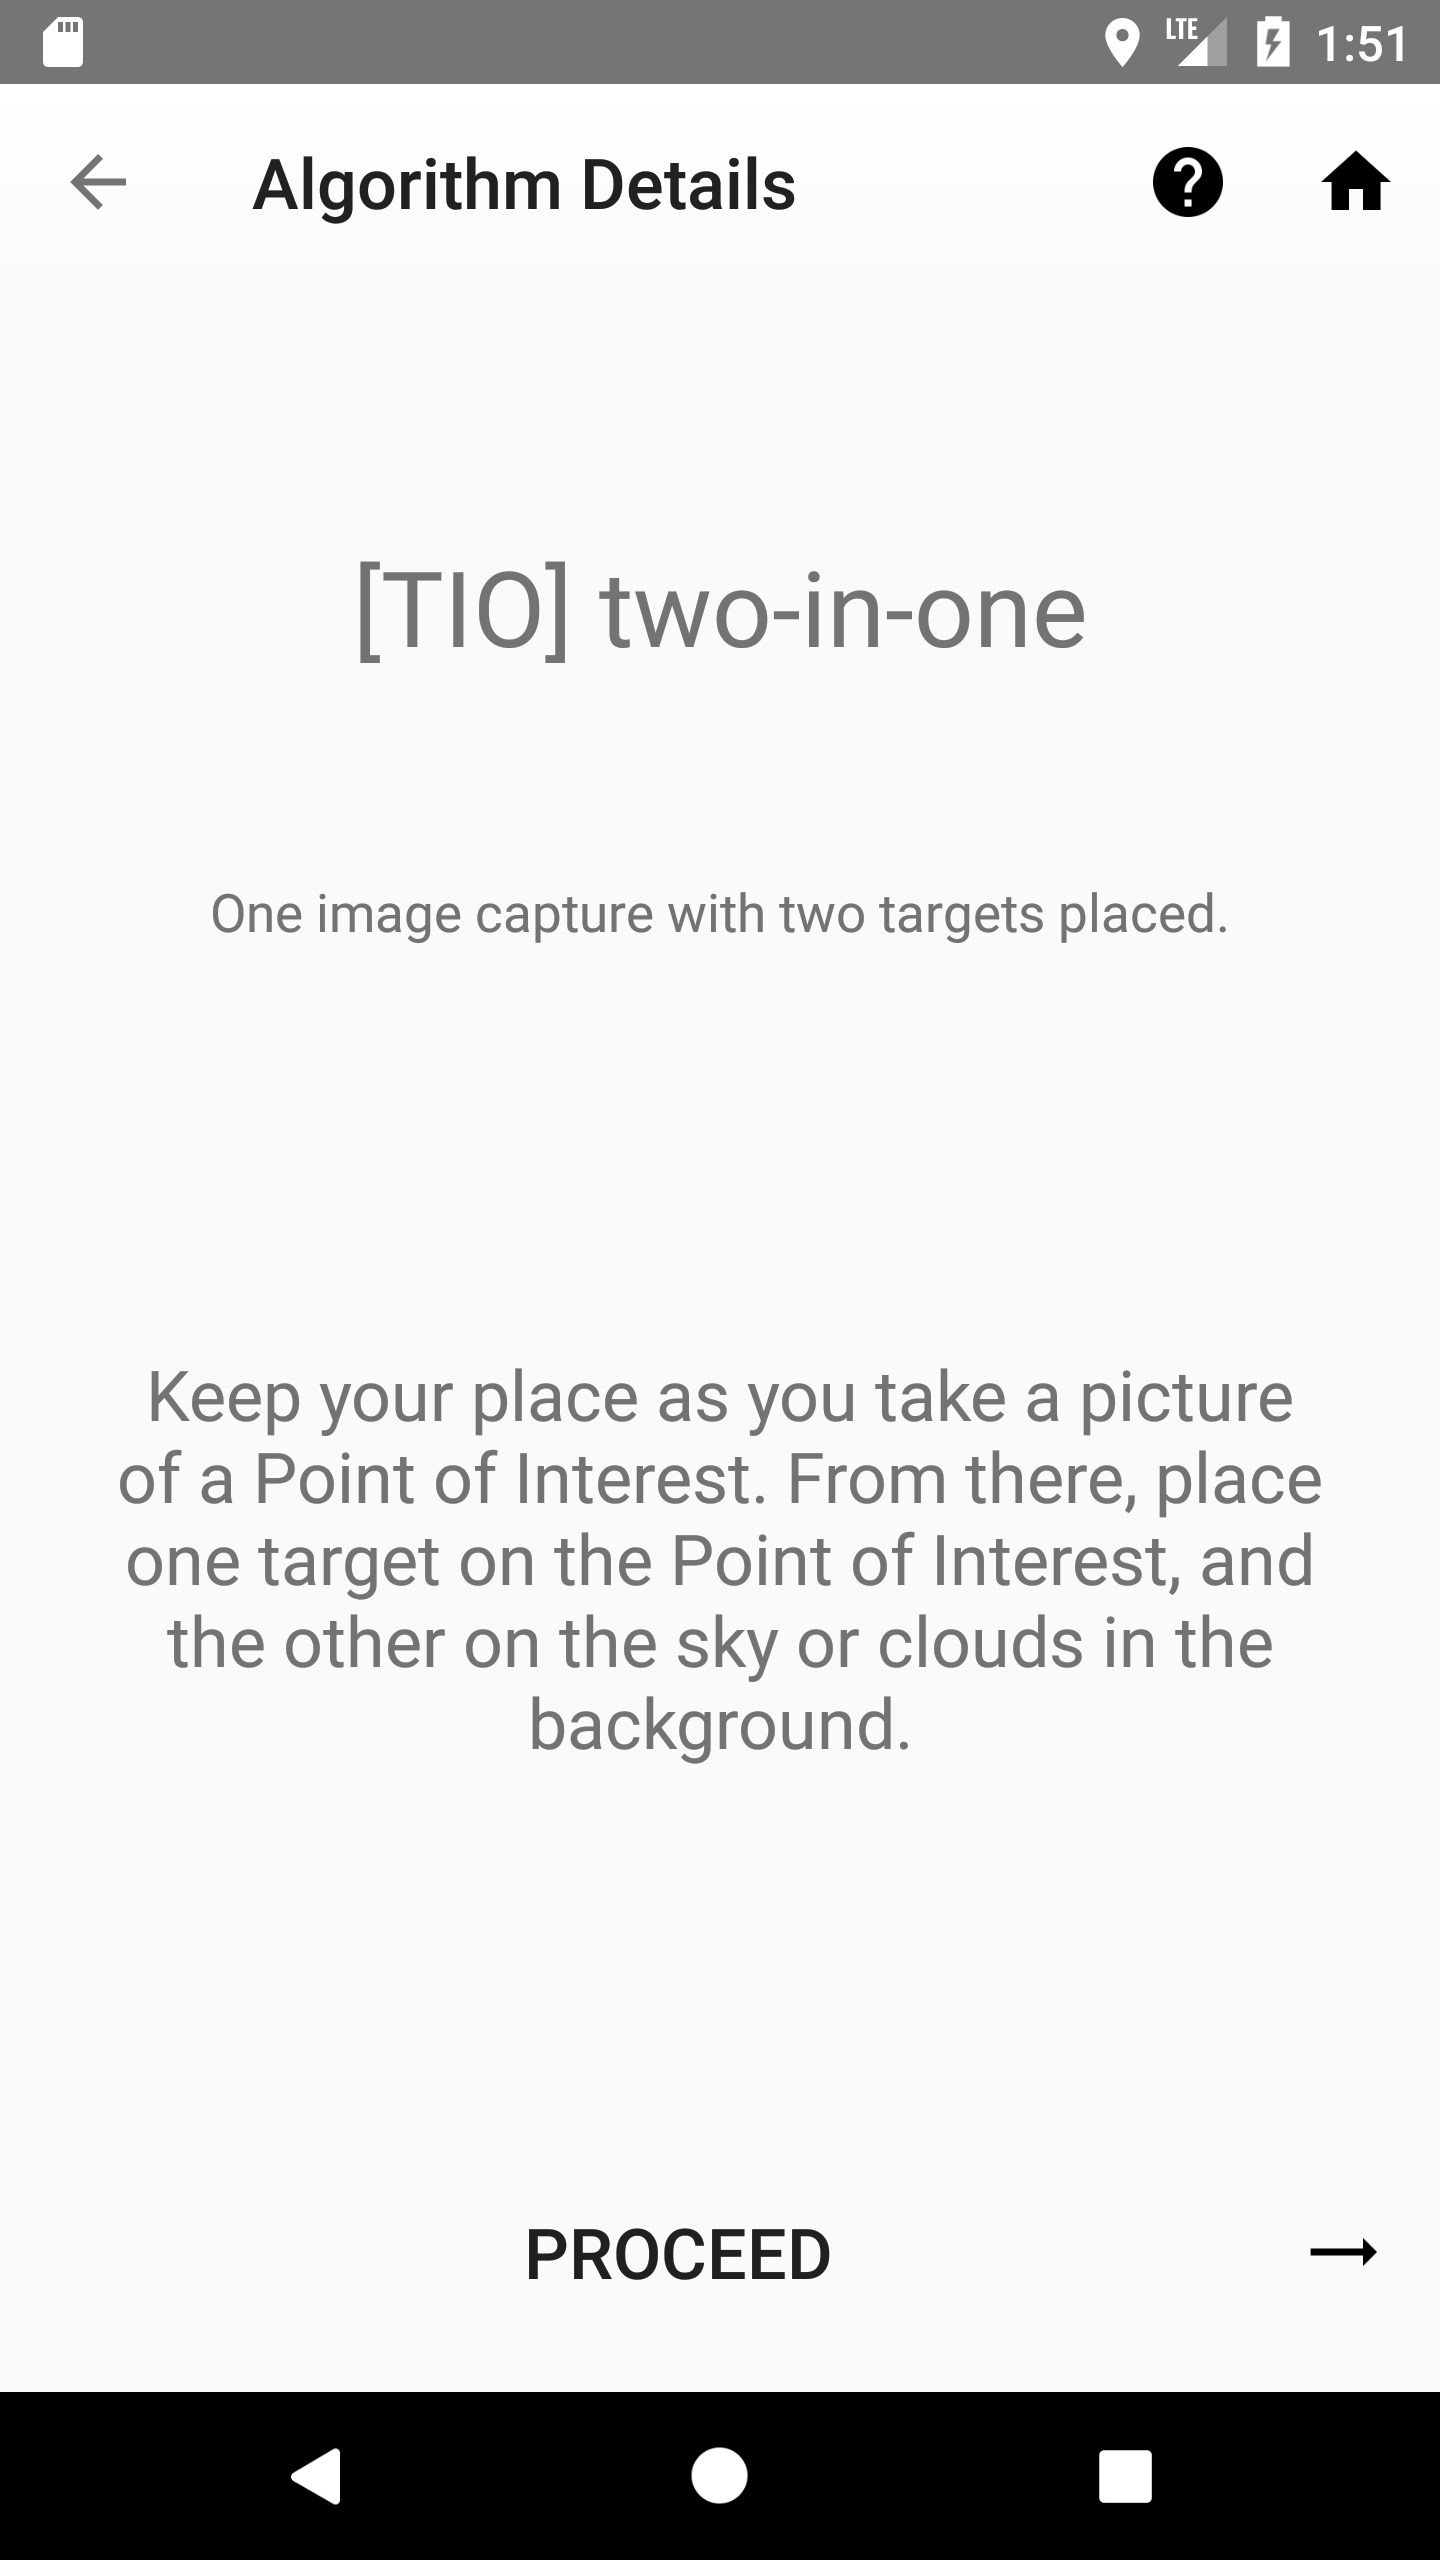 LTE 1:51
Algorithm Details
[TIO] two-in-one
One image capture with two targets placed.
Keep your place as you take a picture
of a Point of Interest. From there, place
one target on the Point of Interest, and
the other on the sky or clouds in the
background.
PROCEED